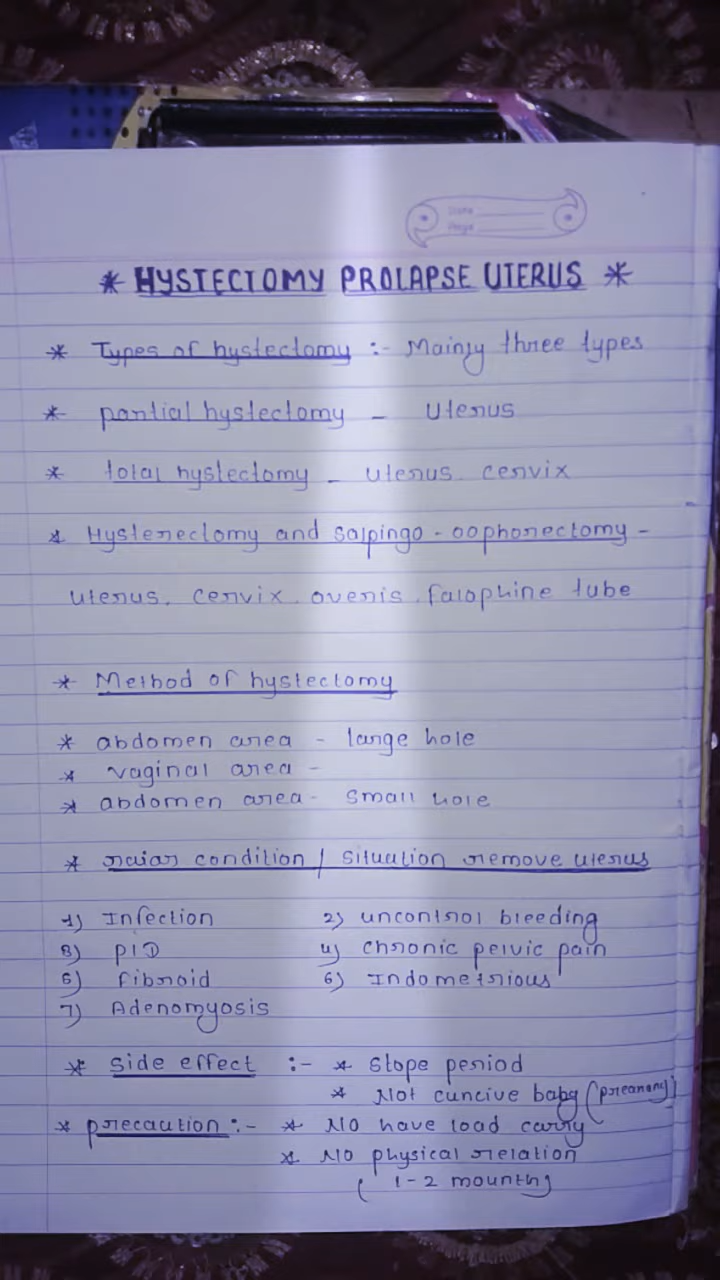 * HYSTECTOMY PROLAPSE UTERUS *
* Types of hystectomy :- Mainly three types
* partial hystectomy - Uterus
* total hystectomy - uterus. cervix
* Hysterectomy and salpingo - oophorectomy -
uterus. cervix. overis. falophine tube
* Method of hystectomy
* abdomen area - large hole
* vaginal area -
* abdomen area - small hole
* condition / situation remove uterus
1) Infection 2) uncontrol bleeding
3) PID 4) chronic pelvic pain
5) fibroid 6) Indometrious
7) Adenomyosis
* side effect :- * Stope period
* Not cuncive baby
* precaution :- * NO have load carry
* NO physical relation
( 1-2 mounth)